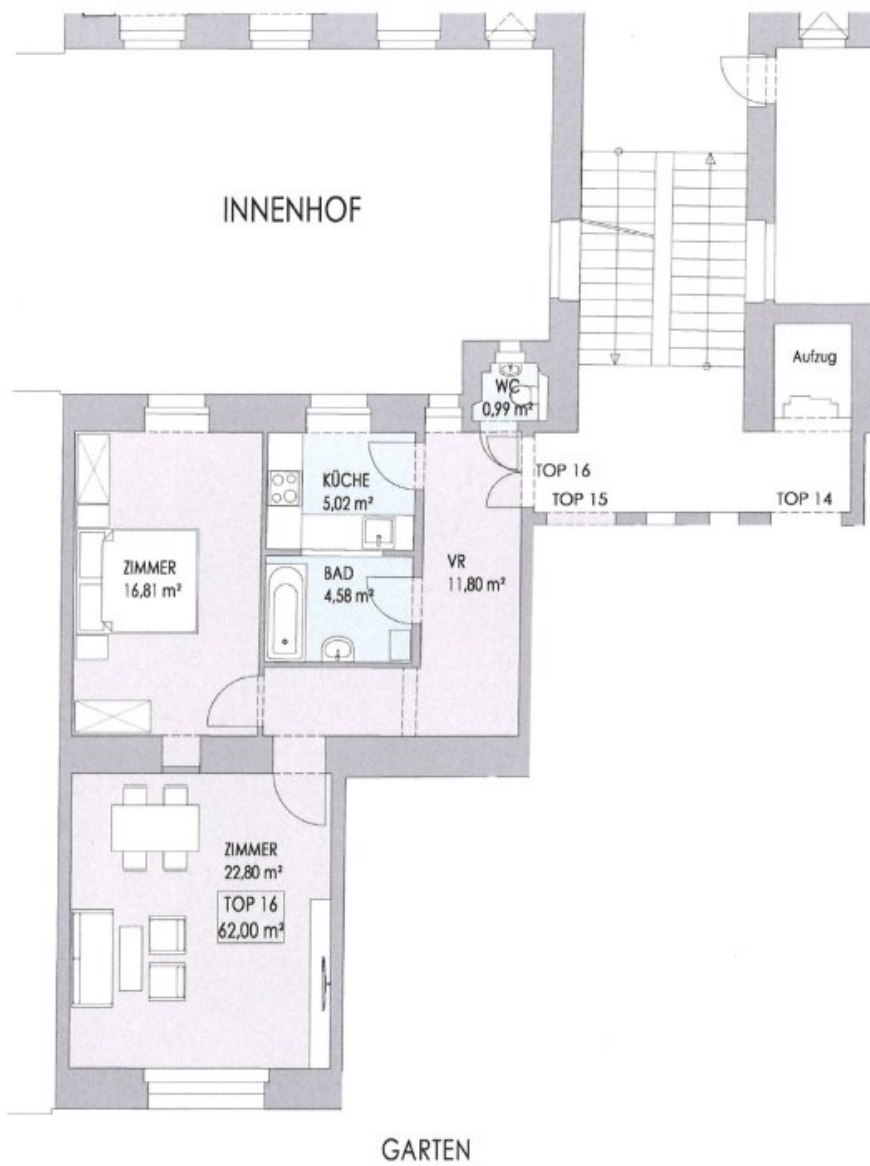 INNENHOF
Aufzug
WC
0,99 m²
TOP 16
TOP 15
TOP 14
KÜCHE
5,02 m²
VR
11,80 m²
ZIMMER
16,81 m²
BAD
4,58 m²
ZIMMER
22,80 m²
TOP 16
62,00 m²
GARTEN